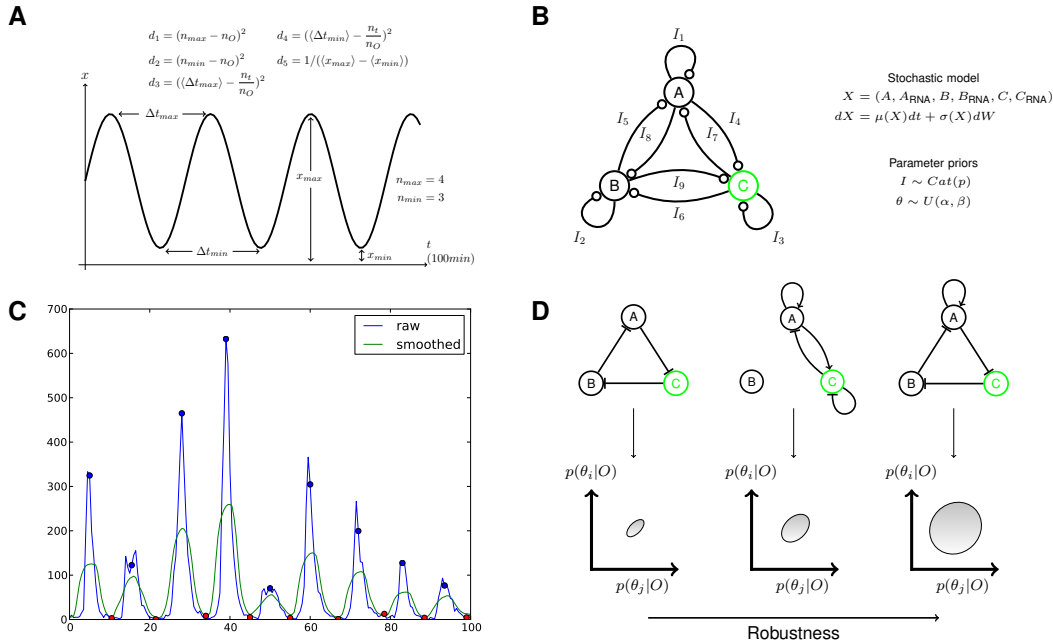 A
d₁ = (n_max − n_O)²
d₄ = (⟨Δt_min⟩ − n_t/n_O)²
d₂ = (n_min − n_O)²
d₅ = 1/(⟨x_max⟩ − ⟨x_min⟩)
d₃ = (⟨Δt_max⟩ − n_t/n_O)²
x
Δt_max
x_max
n_max = 4
n_min = 3
Δt_min
x_min
t
(100min)
B
I₁
A
I₅
I₄
I₈
I₇
B
I₉
C
I₆
I₂
I₃
Stochastic model
X = (A, A_RNA, B, B_RNA, C, C_RNA)
dX = μ(X)dt + σ(X)dW
Parameter priors
I ∼ Cat(p)
θ ∼ U(α, β)
C
700
600
500
400
300
200
100
0
0 20 40 60 80 100
raw
smoothed
D
A
B
C
A
B
C
A
B
C
p(θ_i|O)
p(θ_i|O)
p(θ_i|O)
p(θ_j|O)
p(θ_j|O)
p(θ_j|O)
Robustness